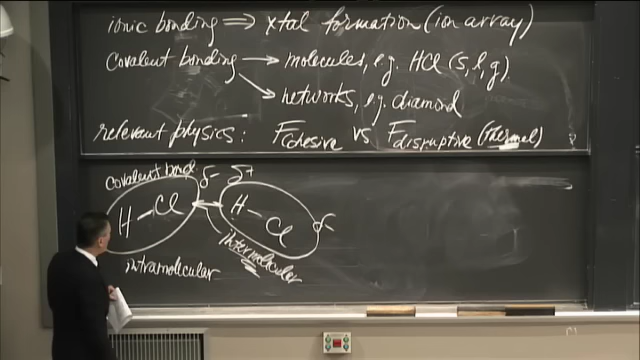 ionic bonding ⇒ xtal formation (ion array)
Covalent bonding → molecules, e.g. HCl (s, l, g)
↘ networks, e.g. diamond
relevant physics: Fcohesive vs Fdisruptive (thermal)
covalent bond δ- δ+
H-Cl H-Cl δ-
intramolecular intermolecular